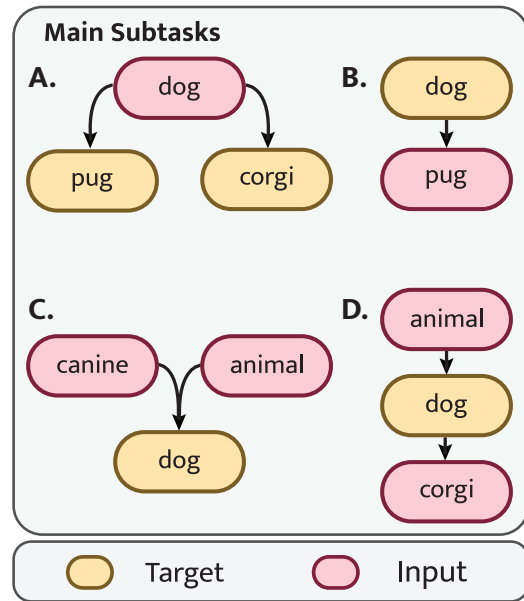 Main Subtasks
A.
dog
pug
corgi
B.
dog
pug
C.
canine
animal
dog
D.
animal
dog
corgi
Target
Input